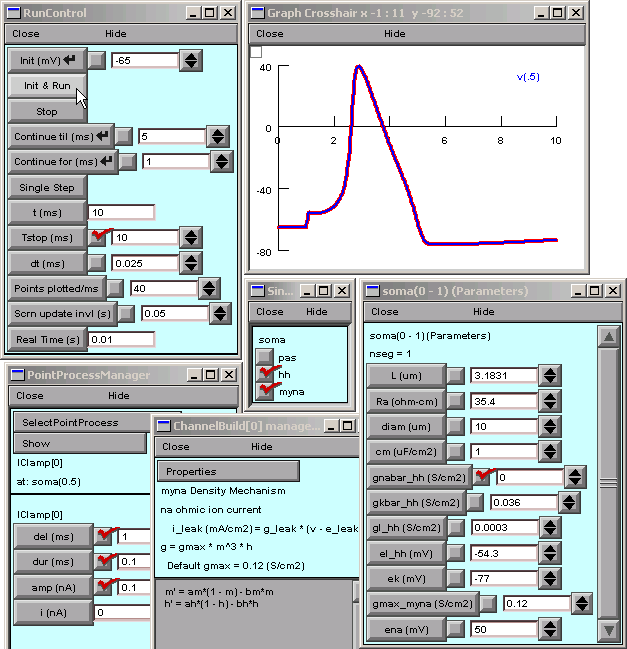 RunControl
Close Hide
Init (mV) -65
Init & Run
Stop
Continue til (ms) 5
Continue for (ms) 1
Single Step
t (ms) 10
Tstop (ms) 10
dt (ms) 0.025
Points plotted/ms 40
Scrn update invl (s) 0.05
Real Time (s) 0.01
Graph Crosshair x -1 : 11 y -92 : 52
Close Hide
40
v(.5)
0
0 2 4 6 8 10
-40
-80
Sin...
Close Hide
soma
pas
hh
myna
soma(0 - 1) (Parameters)
Close Hide
soma(0 - 1)(Parameters)
nseg = 1
L (um) 3.1831
Ra (ohm-cm) 35.4
diam (um) 10
cm (uF/cm2) 1
gnabar_hh (S/cm2) 0
gkbar_hh (S/cm2) 0.036
gl_hh (S/cm2) 0.0003
el_hh (mV) -54.3
ek (mV) -77
gmax_myna (S/cm2) 0.12
ena (mV) 50
PointProcessManager
Close Hide
SelectPointProcess
Show
IClamp[0]
at: soma(0.5)
IClamp[0]
del (ms) 1
dur (ms) 0.1
amp (nA) 0.1
i (nA) 0
ChannelBuild[0] manage...
Close Hide
Properties
myna Density Mechanism
na ohmic ion current
i_leak (mA/cm2) = g_leak * (v - e_leak
g = gmax * m^3 * h
Default gmax = 0.12 (S/cm2)
m' = am*(1 - m) - bm*m
h' = ah*(1 - h) - bh*h